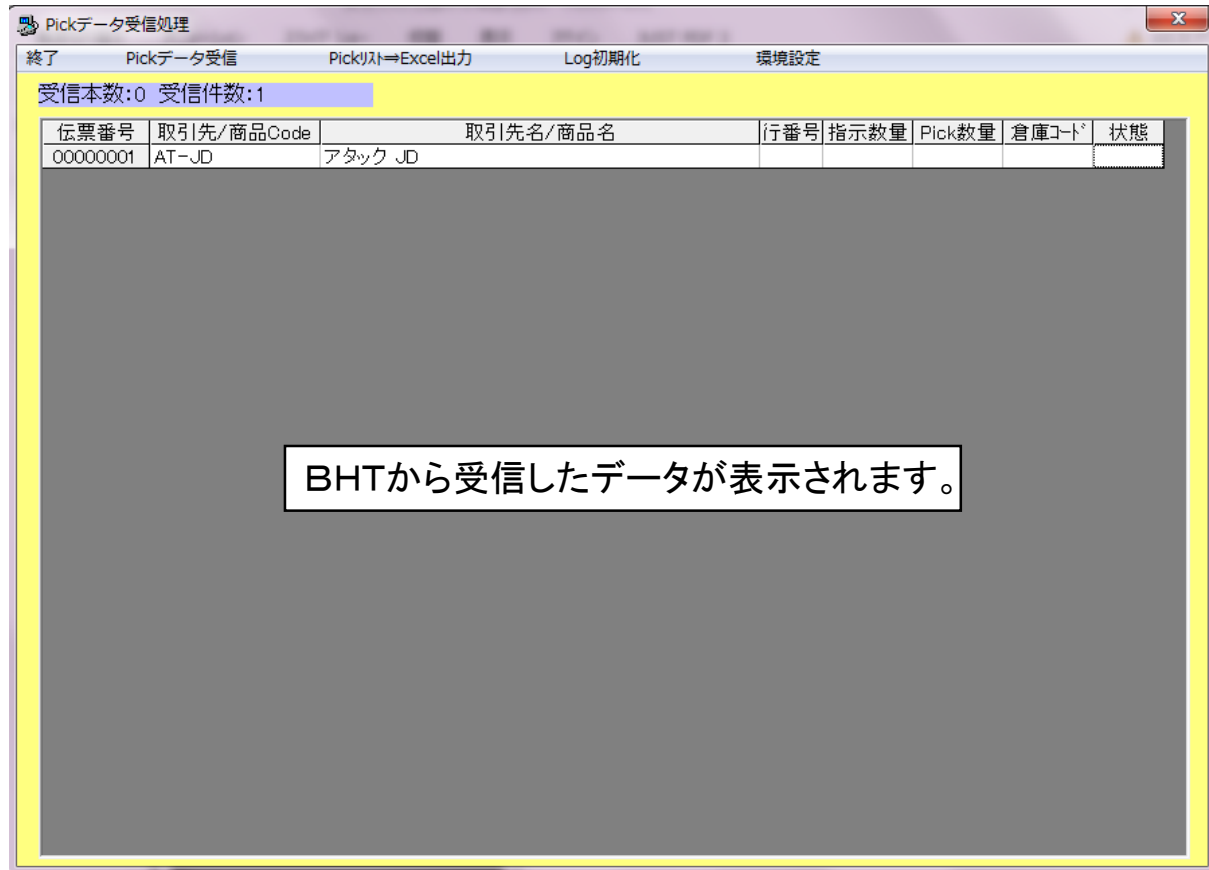 Pickデータ受信処理
終了 Pickデータ受信 Pickﾘｽﾄ⇒Excel出力 Log初期化 環境設定
受信本数:0 受信件数:1
伝票番号 取引先/商品Code 取引先名/商品名 行番号 指示数量 Pick数量 倉庫ｺｰﾄﾞ 状態
00000001 AT-JD アタック JD
ＢＨＴから受信したデータが表示されます。